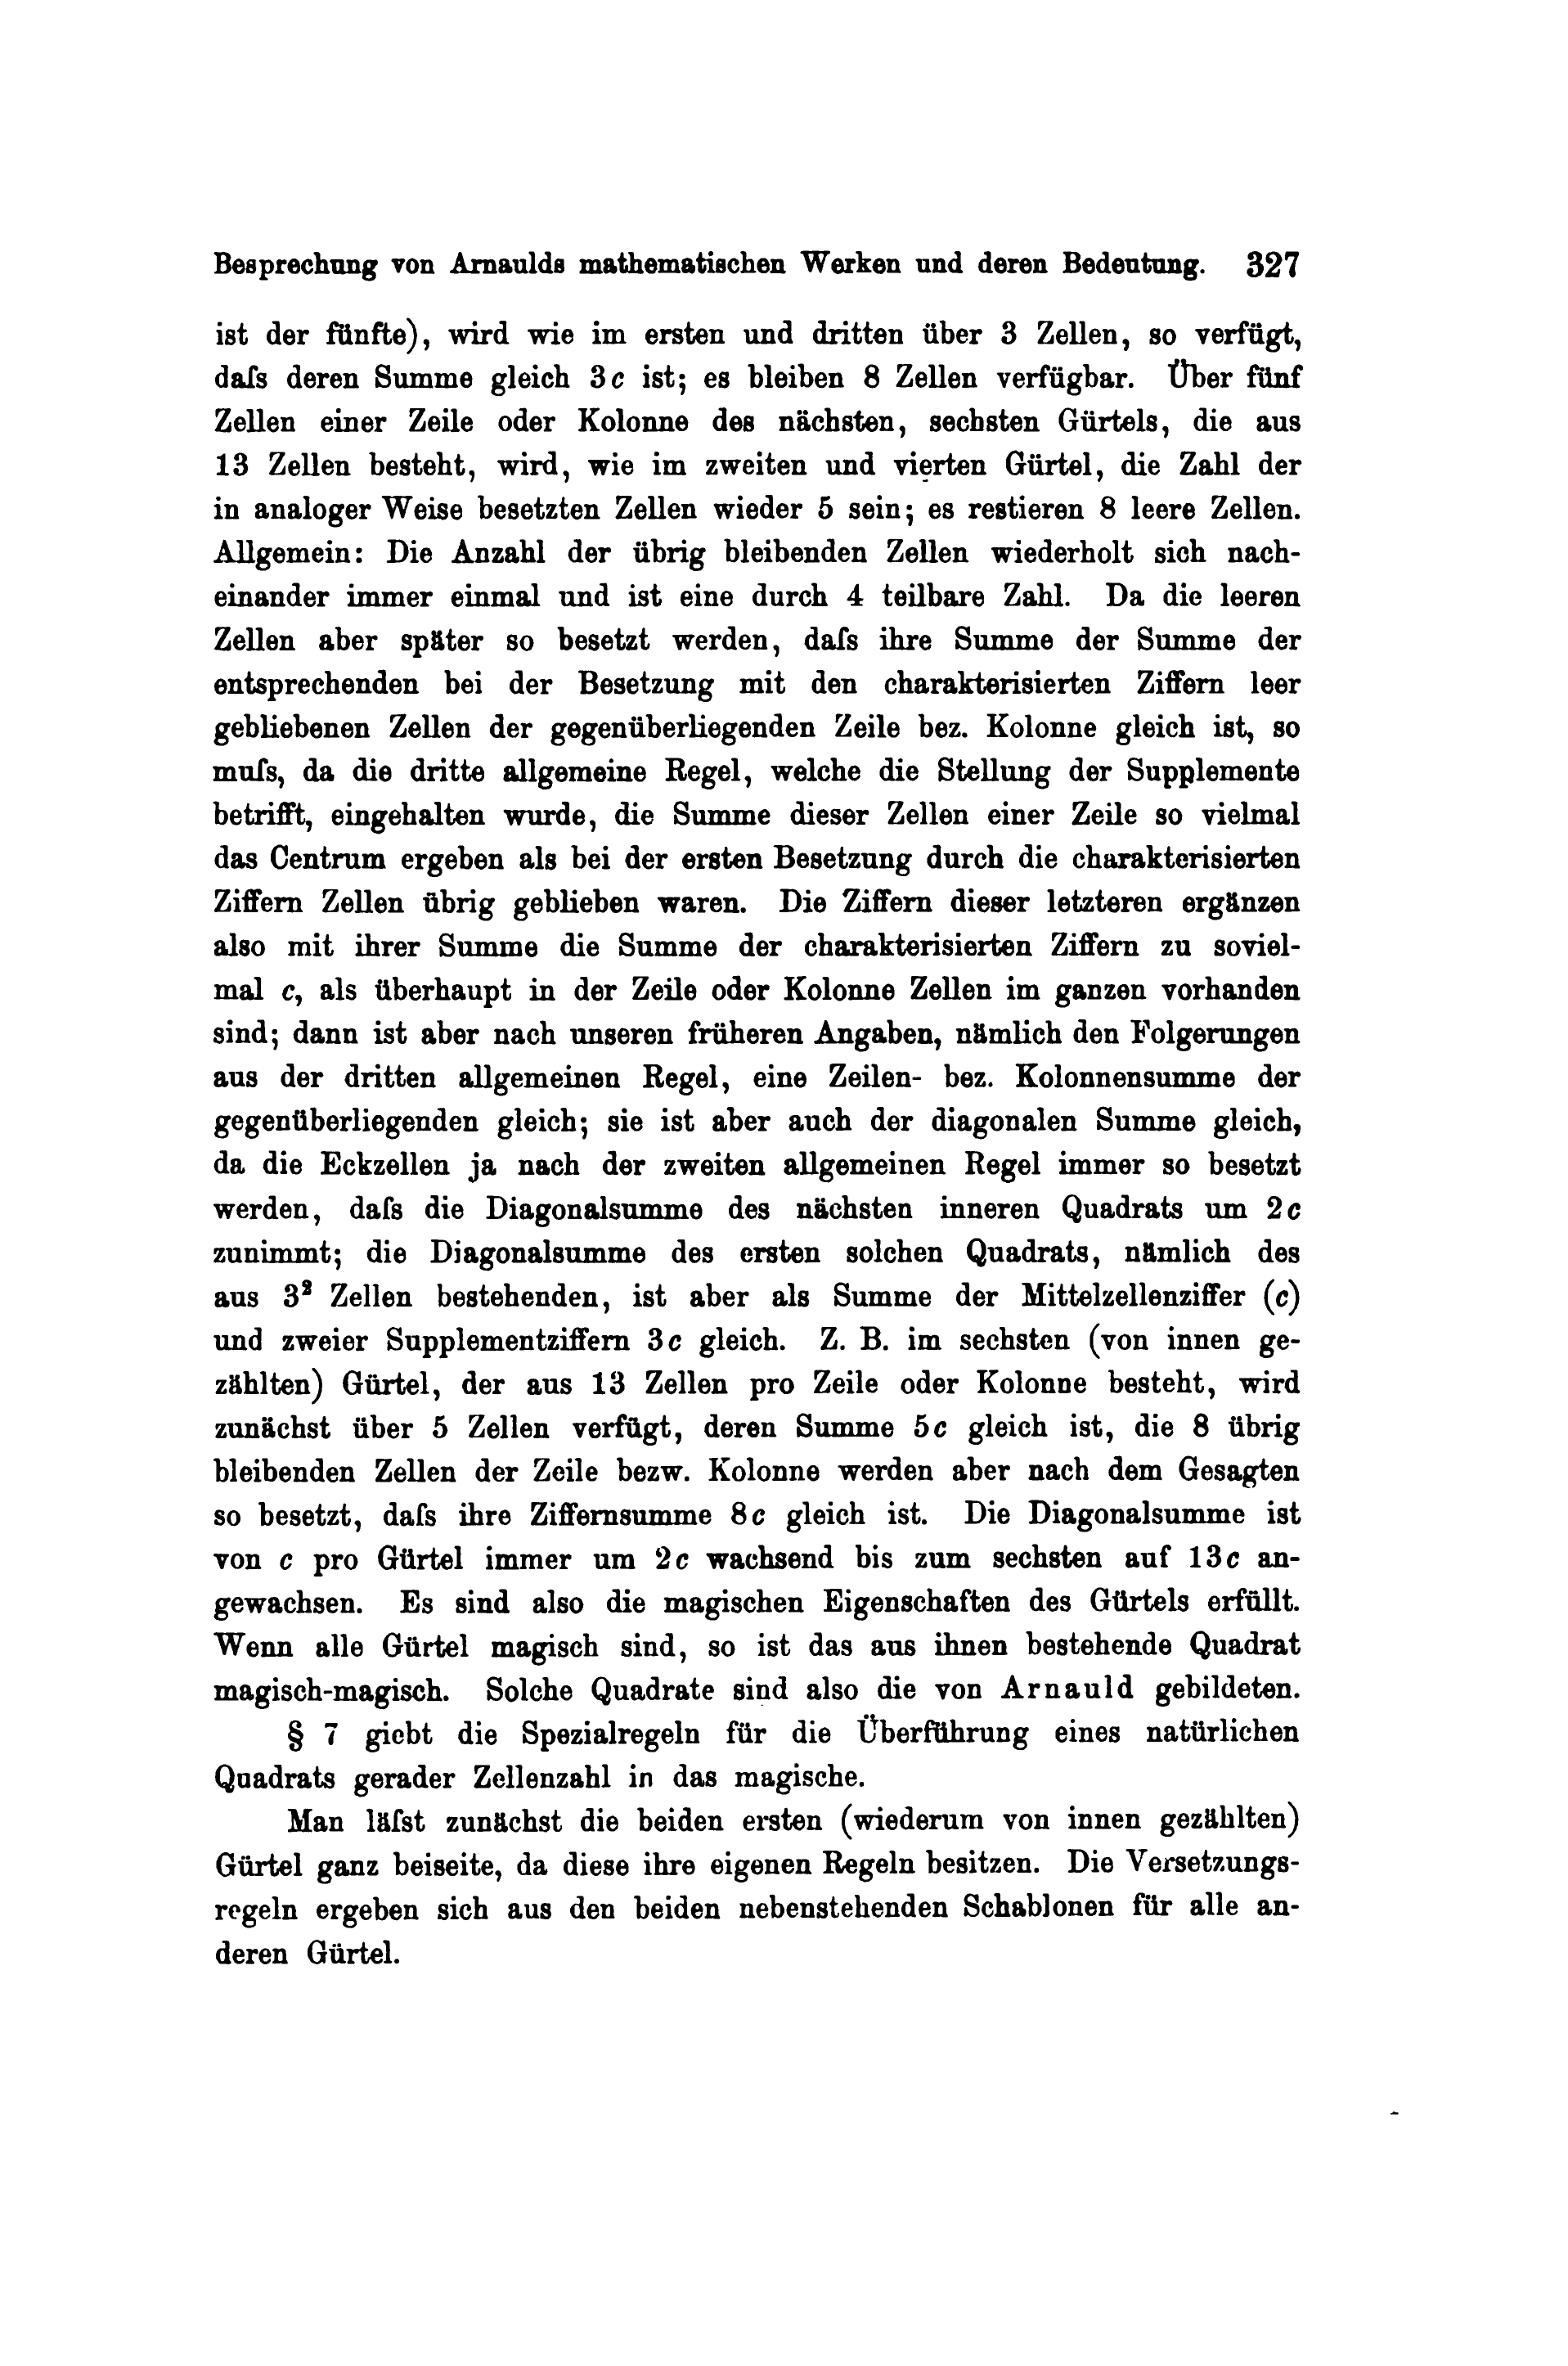 Besprechung von Arnaulds mathematischen Werken und deren Bedeutung. 327
ist der fünfte), wird wie im ersten und dritten über 3 Zellen, so verfügt,
daſs deren Summe gleich 3c ist; es bleiben 8 Zellen verfügbar. Über fünf
Zellen einer Zeile oder Kolonne des nächsten, sechsten Gürtels, die aus
13 Zellen besteht, wird, wie im zweiten und vierten Gürtel, die Zahl der
in analoger Weise besetzten Zellen wieder 5 sein; es restieren 8 leere Zellen.
Allgemein: Die Anzahl der übrig bleibenden Zellen wiederholt sich nach-
einander immer einmal und ist eine durch 4 teilbare Zahl. Da die leeren
Zellen aber später so besetzt werden, daſs ihre Summe der Summe der
entsprechenden bei der Besetzung mit den charakterisierten Ziffern leer
gebliebenen Zellen der gegenüberliegenden Zeile bez. Kolonne gleich ist, so
muſs, da die dritte allgemeine Regel, welche die Stellung der Supplemente
betrifft, eingehalten wurde, die Summe dieser Zellen einer Zeile so vielmal
das Centrum ergeben als bei der ersten Besetzung durch die charakterisierten
Ziffern Zellen übrig geblieben waren. Die Ziffern dieser letzteren ergänzen
also mit ihrer Summe die Summe der charakterisierten Ziffern zu soviel-
mal c, als überhaupt in der Zeile oder Kolonne Zellen im ganzen vorhanden
sind; dann ist aber nach unseren früheren Angaben, nämlich den Folgerungen
aus der dritten allgemeinen Regel, eine Zeilen- bez. Kolonnensumme der
gegenüberliegenden gleich; sie ist aber auch der diagonalen Summe gleich,
da die Eckzellen ja nach der zweiten allgemeinen Regel immer so besetzt
werden, daſs die Diagonalsumme des nächsten inneren Quadrats um 2c
zunimmt; die Diagonalsumme des ersten solchen Quadrats, nämlich des
aus 3² Zellen bestehenden, ist aber als Summe der Mittelzellenziffer (c)
und zweier Supplementziffern 3c gleich. Z. B. im sechsten (von innen ge-
zählten) Gürtel, der aus 13 Zellen pro Zeile oder Kolonne besteht, wird
zunächst über 5 Zellen verfügt, deren Summe 5c gleich ist, die 8 übrig
bleibenden Zellen der Zeile bezw. Kolonne werden aber nach dem Gesagten
so besetzt, daſs ihre Ziffernsumme 8c gleich ist. Die Diagonalsumme ist
von c pro Gürtel immer um 2c wachsend bis zum sechsten auf 13c an-
gewachsen. Es sind also die magischen Eigenschaften des Gürtels erfüllt.
Wenn alle Gürtel magisch sind, so ist das aus ihnen bestehende Quadrat
magisch-magisch. Solche Quadrate sind also die von Arnauld gebildeten.
§ 7 giebt die Spezialregeln für die Überführung eines natürlichen
Quadrats gerader Zellenzahl in das magische.
Man läſst zunächst die beiden ersten (wiederum von innen gezählten)
Gürtel ganz beiseite, da diese ihre eigenen Regeln besitzen. Die Versetzungs-
regeln ergeben sich aus den beiden nebenstehenden Schablonen für alle an-
deren Gürtel.